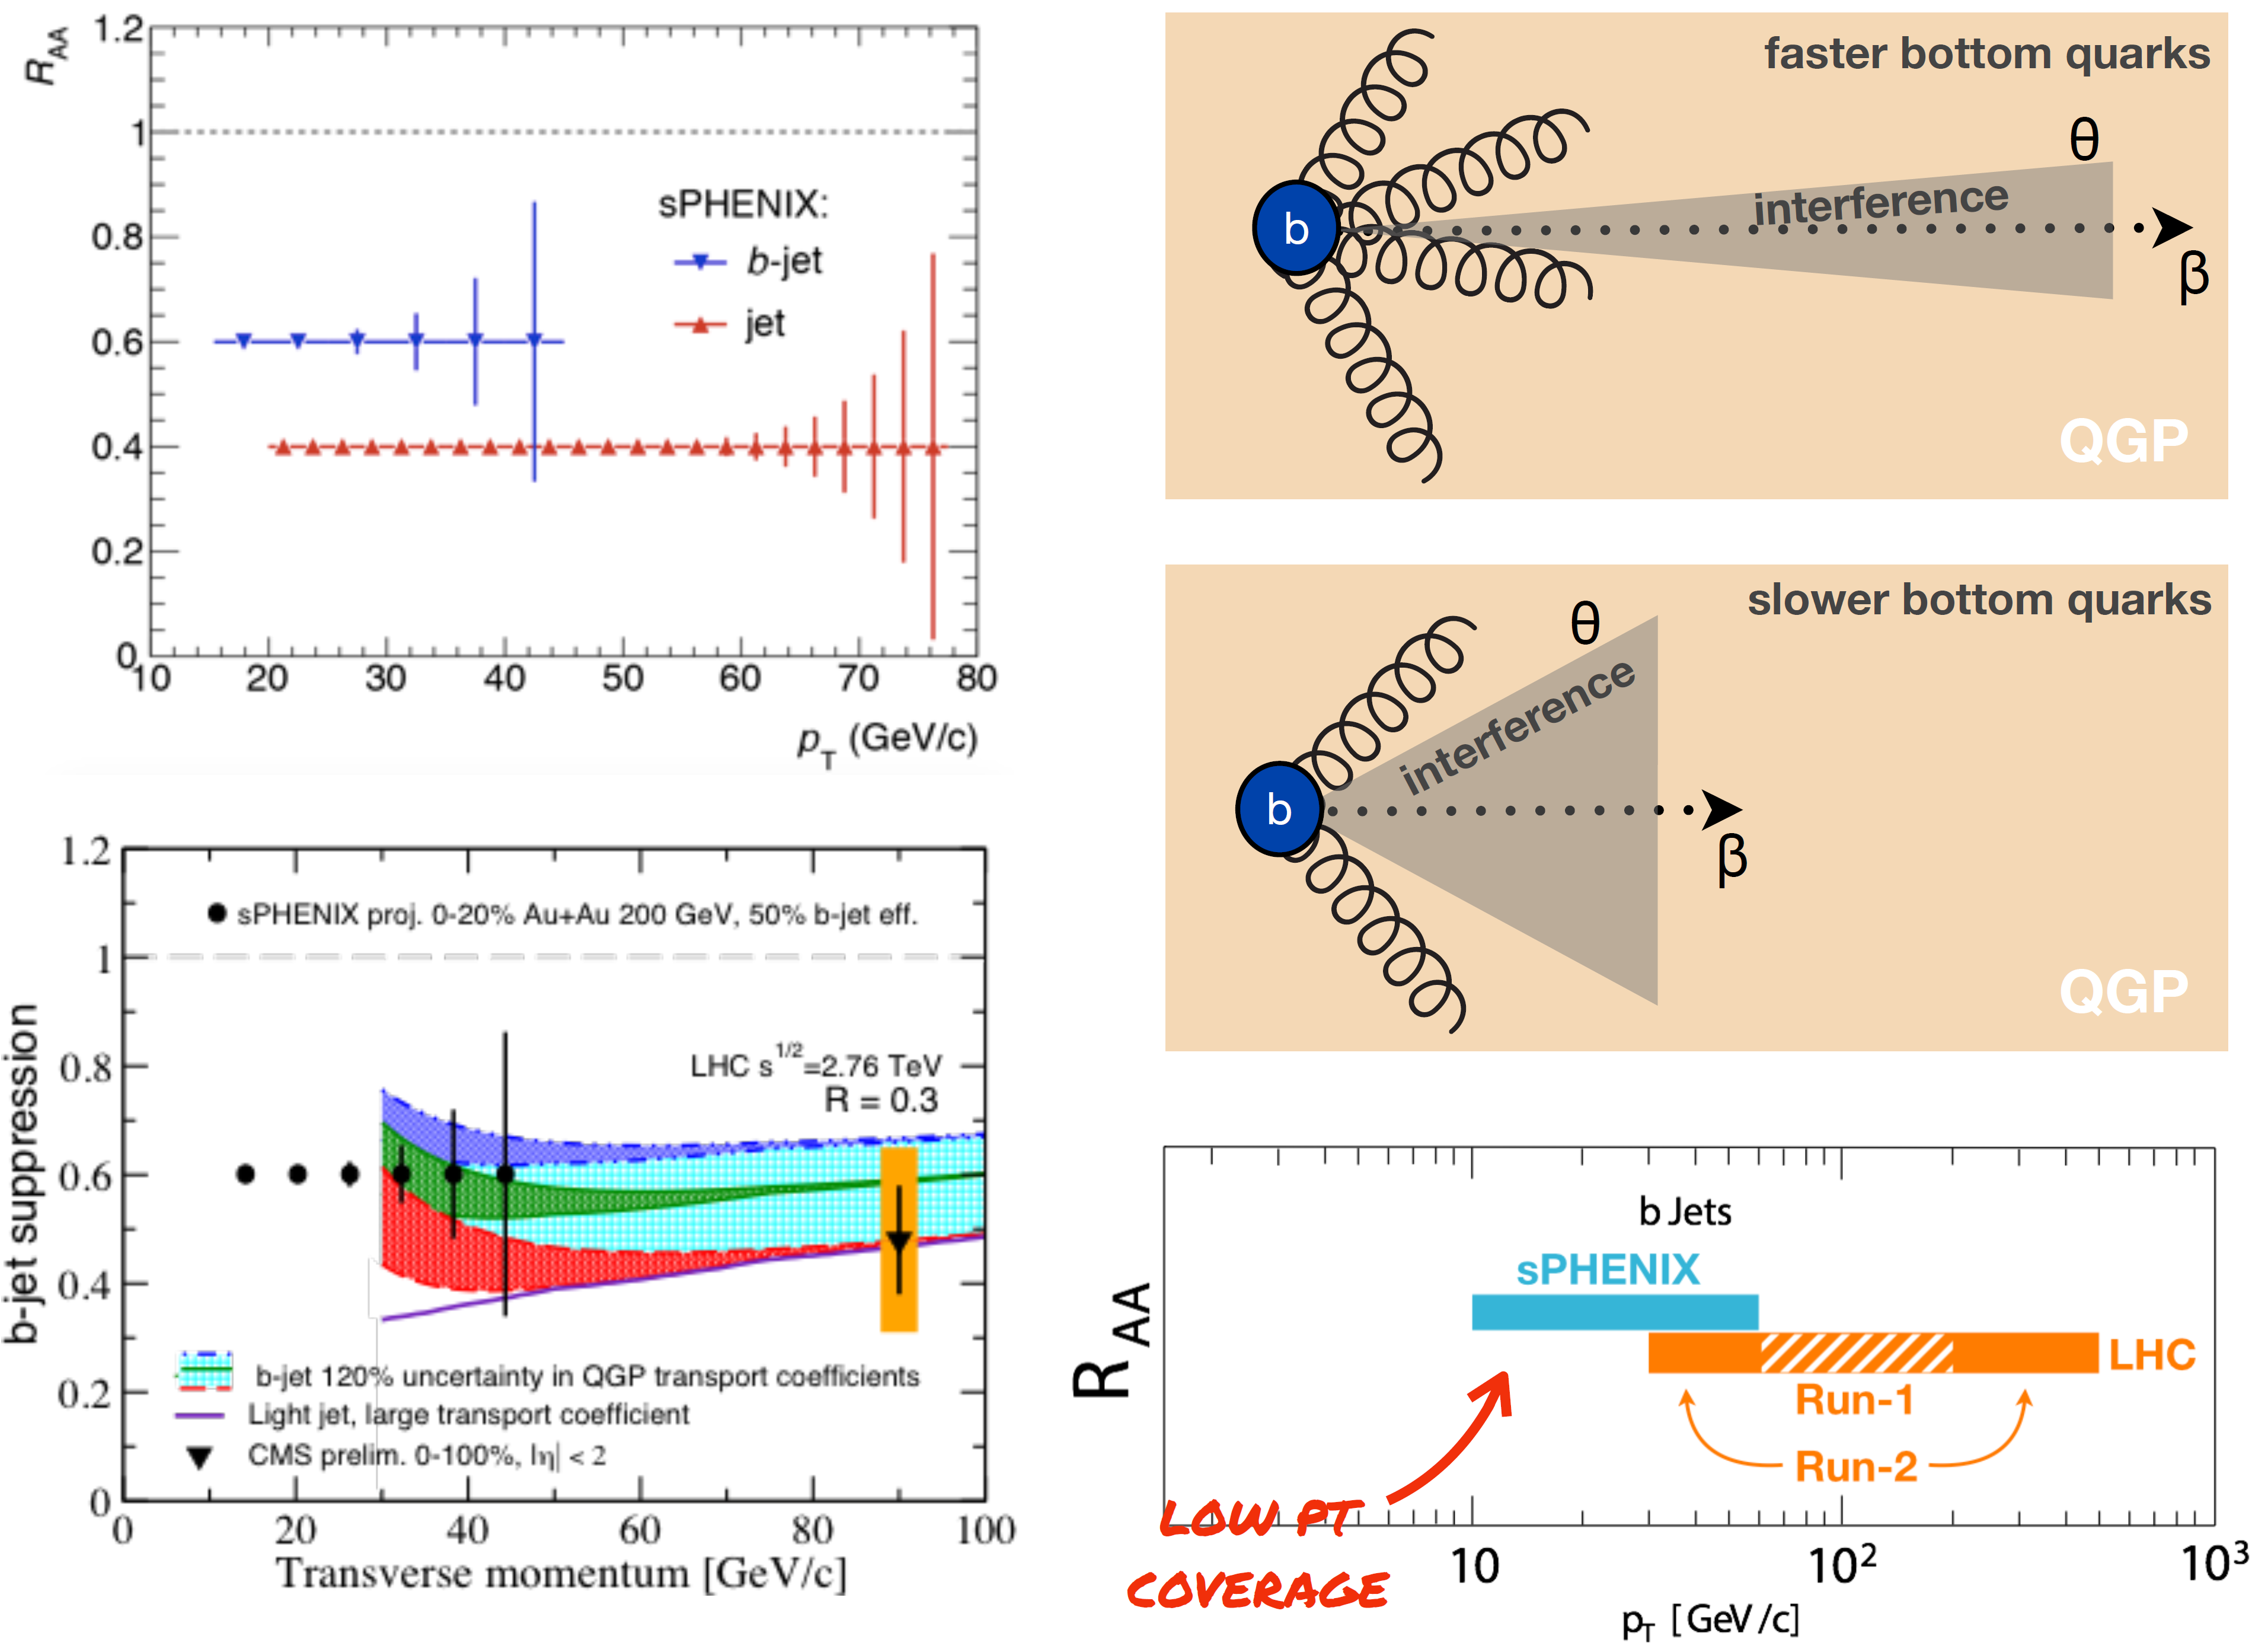 1.2
R_AA
1
0.8
0.6
0.4
0.2
0
10 20 30 40 50 60 70 80
p_T (GeV/c)
sPHENIX:
b-jet
jet
faster bottom quarks
θ
interference
b
β
QGP
slower bottom quarks
θ
interference
b
β
QGP
1.2
1
0.8
0.6
0.4
0.2
0
b-jet suppression
sPHENIX proj. 0-20% Au+Au 200 GeV, 50% b-jet eff.
LHC s^1/2=2.76 TeV
R = 0.3
b-jet 120% uncertainty in QGP transport coefficients
Light jet, large transport coefficient
CMS prelim. 0-100%, |η| < 2
0 20 40 60 80 100
Transverse momentum [GeV/c]
b Jets
sPHENIX
R_AA
LHC
Run-1
Run-2
LOW PT
COVERAGE
10 10² 10³
p_T [GeV/c]